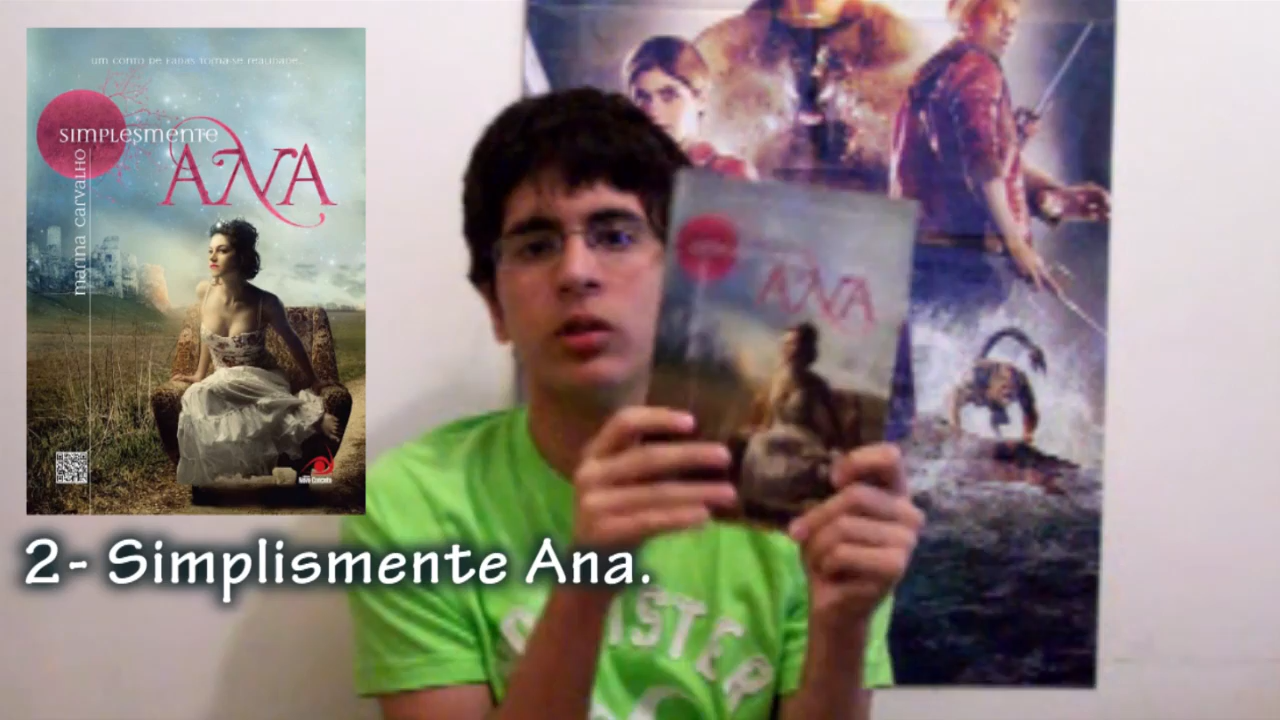 um conto de fadas torna-se realidade...
simplesmente
ANA
marina carvalho
2- Simplismente Ana.
ANA